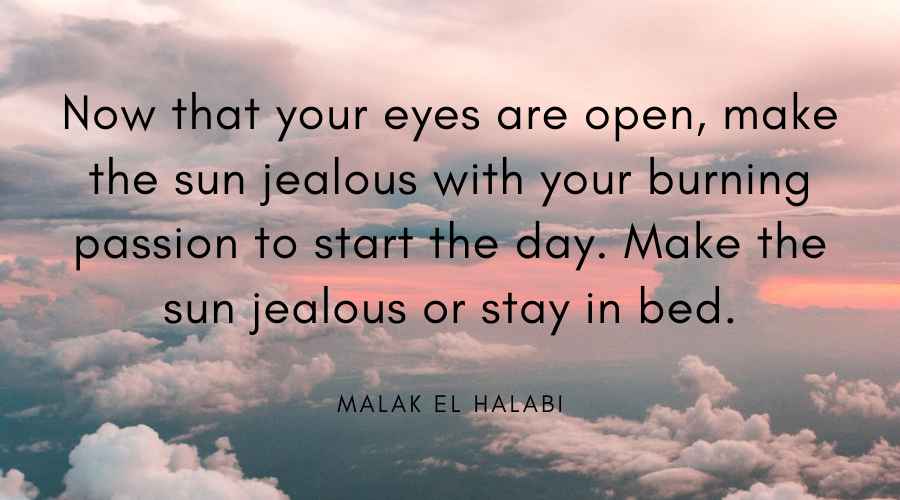 Now that your eyes are open, make
the sun jealous with your burning
passion to start the day. Make the
sun jealous or stay in bed.
MALAK EL HALABI